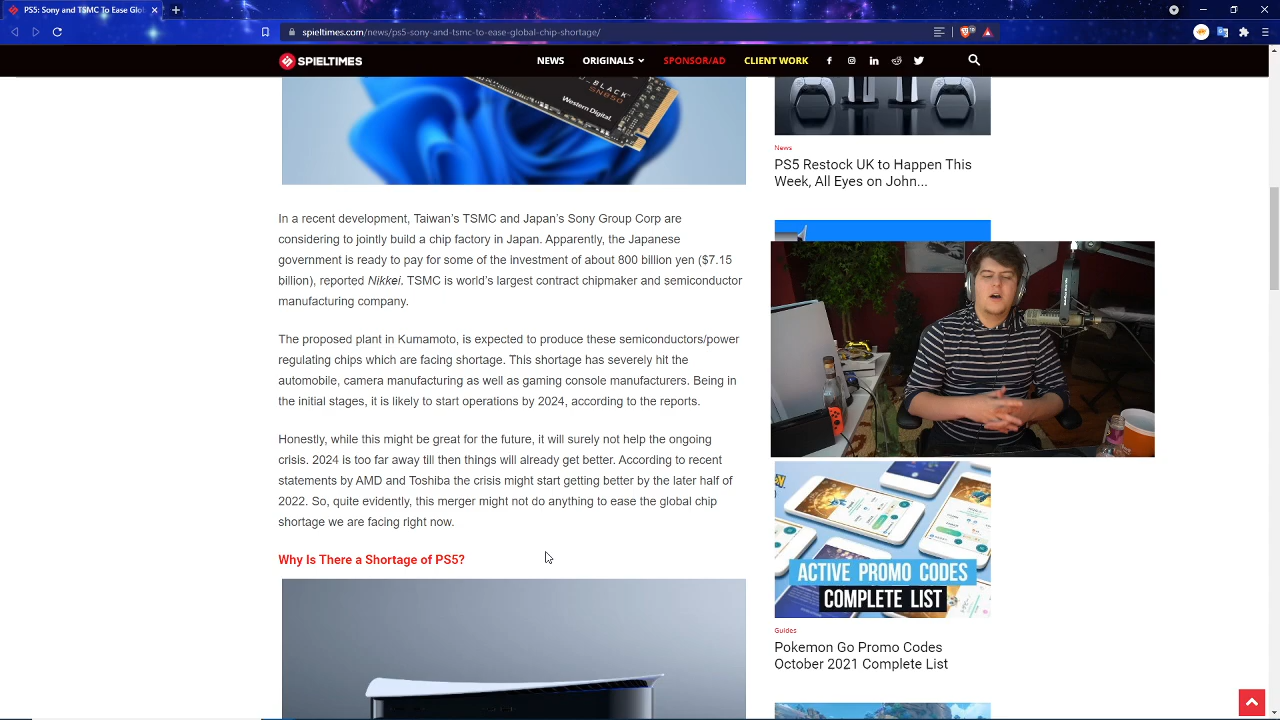 PS5: Sony and TSMC To Ease Glo
spieltimes.com/news/ps5-sony-and-tsmc-to-ease-global-chip-shortage/
SPIELTIMES
NEWS
ORIGINALS
SPONSOR/AD
CLIENT WORK
BLACK
SN850
Western Digital.
In a recent development, Taiwan's TSMC and Japan's Sony Group Corp are
considering to jointly build a chip factory in Japan. Apparently, the Japanese
government is ready to pay for some of the investment of about 800 billion yen ($7.15
billion), reported Nikkei. TSMC is world's largest contract chipmaker and semiconductor
manufacturing company.
The proposed plant in Kumamoto, is expected to produce these semiconductors/power
regulating chips which are facing shortage. This shortage has severely hit the
automobile, camera manufacturing as well as gaming console manufacturers. Being in
the initial stages, it is likely to start operations by 2024, according to the reports.
Honestly, while this might be great for the future, it will surely not help the ongoing
crisis. 2024 is too far away till then things will already get better. According to recent
statements by AMD and Toshiba the crisis might start getting better by the later half of
2022. So, quite evidently, this merger might not do anything to ease the global chip
shortage we are facing right now.
Why Is There a Shortage of PS5?
News
PS5 Restock UK to Happen This
Week, All Eyes on John...
ACTIVE PROMO CODES
COMPLETE LIST
Guides
Pokemon Go Promo Codes
October 2021 Complete List